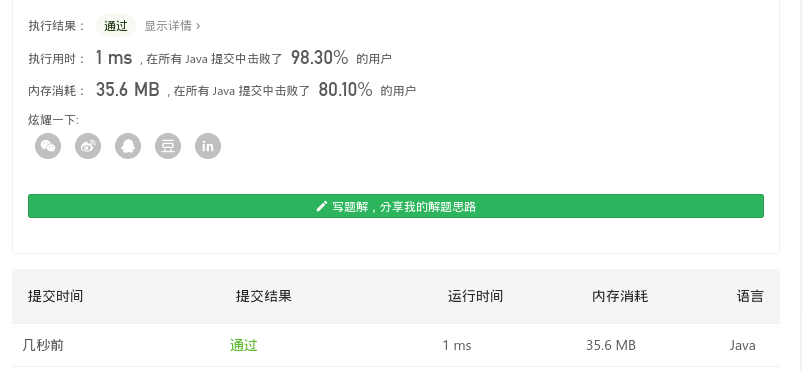 执行结果： 通过 显示详情 >
执行用时： 1 ms , 在所有 Java 提交中击败了 98.30% 的用户
内存消耗： 35.6 MB , 在所有 Java 提交中击败了 80.10% 的用户
炫耀一下:
豆 in
写题解，分享我的解题思路
提交时间 提交结果 运行时间 内存消耗 语言
几秒前 通过 1 ms 35.6 MB Java